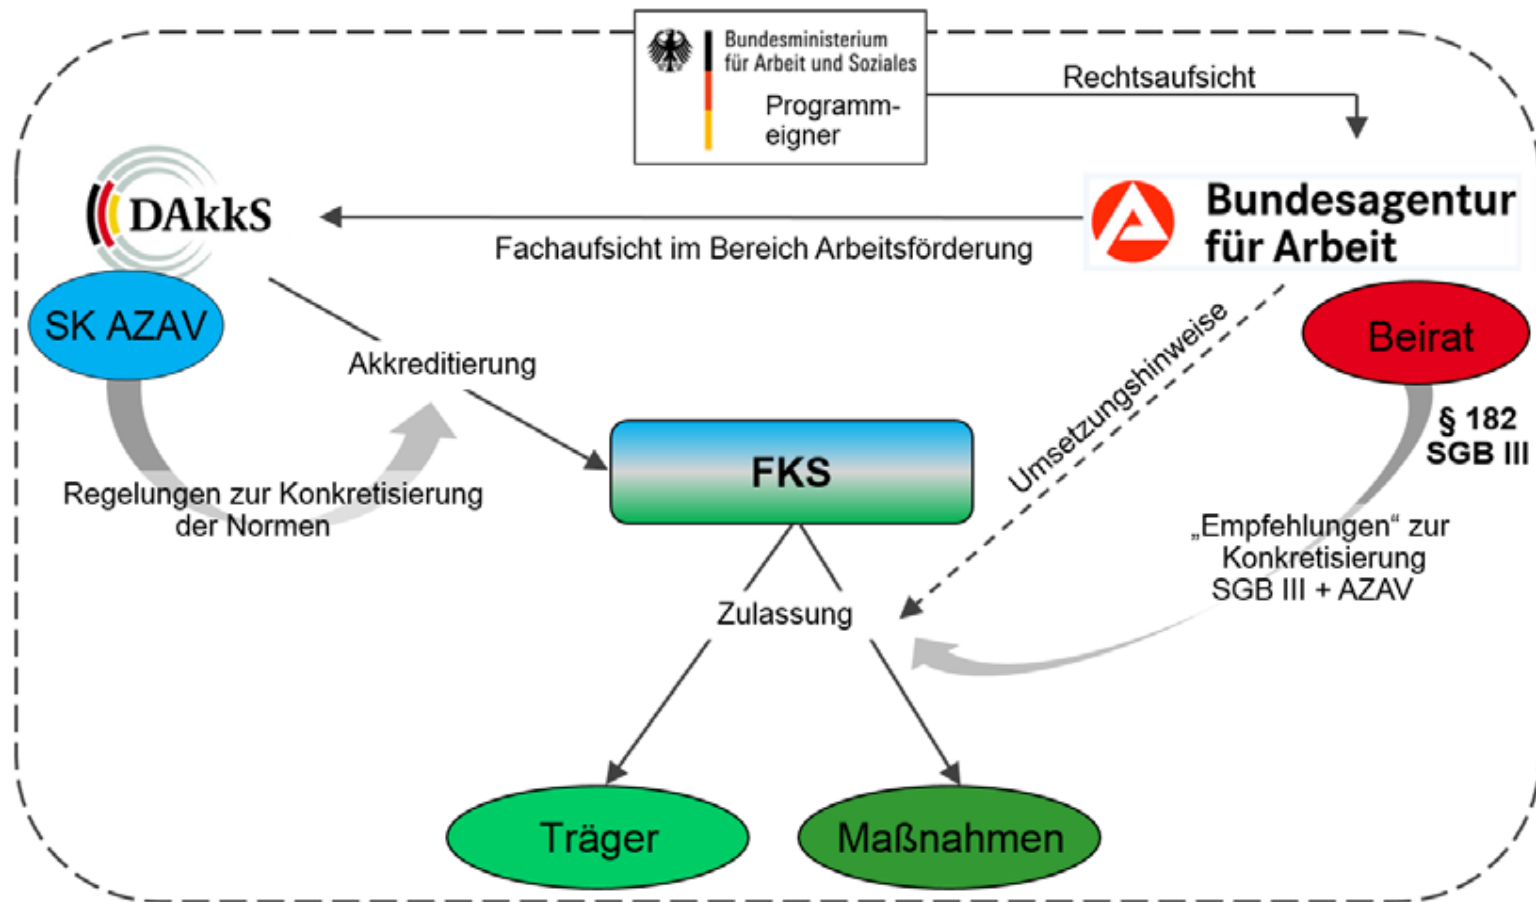 Bundesministerium
für Arbeit und Soziales
Programm-
eigner
Rechtsaufsicht
DAkkS
Bundesagentur
für Arbeit
Fachaufsicht im Bereich Arbeitsförderung
SK AZAV
Beirat
Akkreditierung
Umsetzungshinweise
§ 182
SGB III
FKS
Regelungen zur Konkretisierung
der Normen
„Empfehlungen“ zur
Konkretisierung
SGB III + AZAV
Zulassung
Träger
Maßnahmen